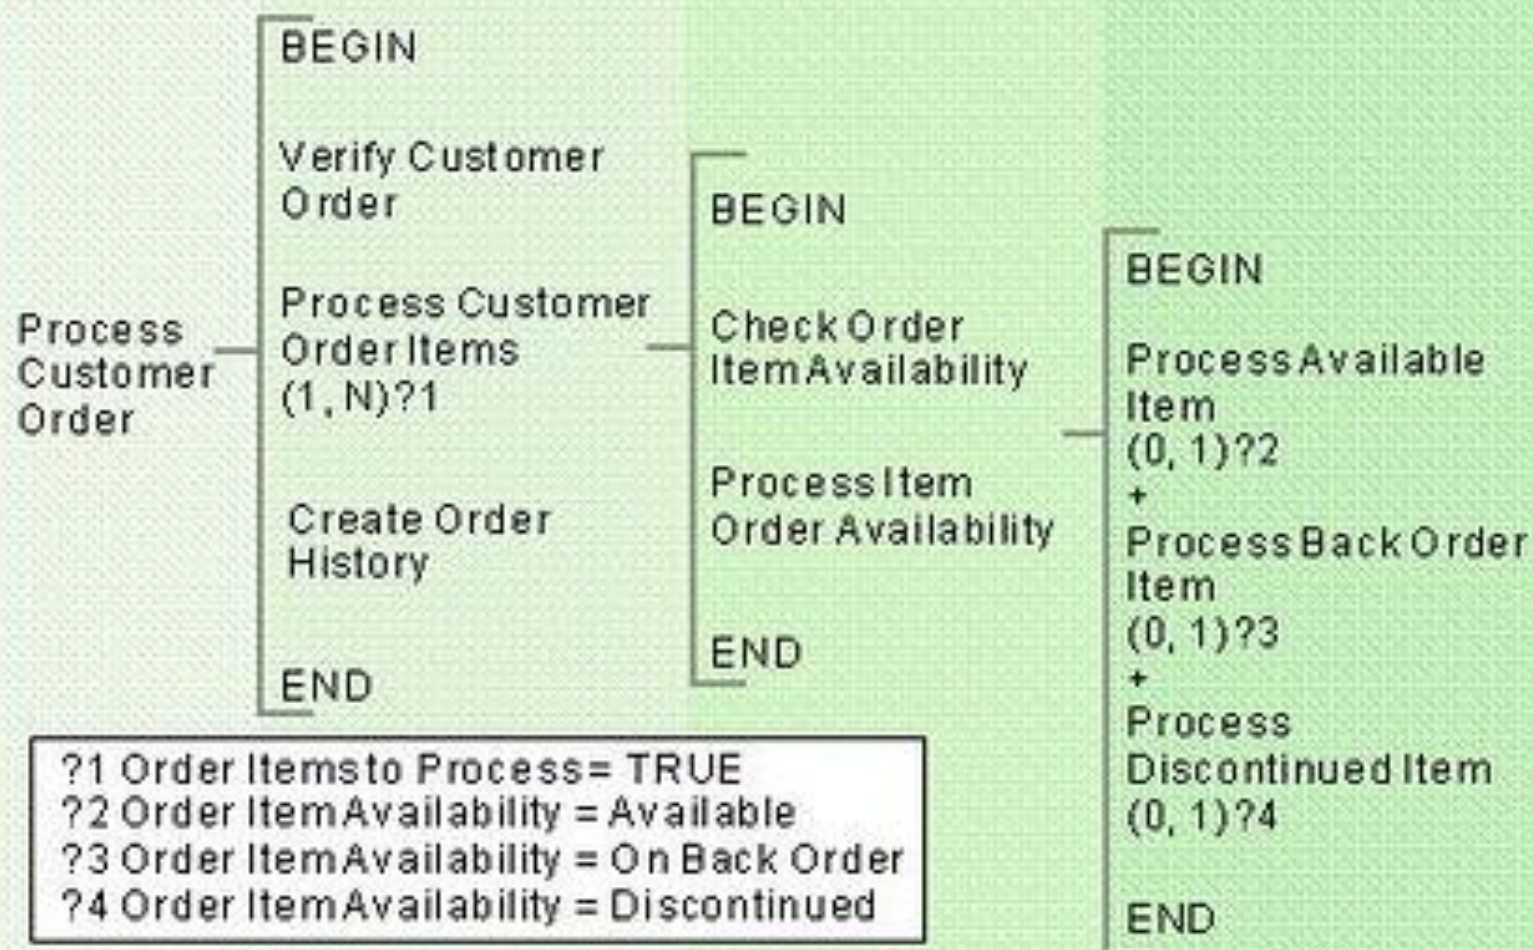 Process
Customer
Order
BEGIN
Verify Customer
Order
Process Customer
Order Items
(1, N)?1
Create Order
History
END
BEGIN
Check Order
Item Availability
Process Item
Order Availability
END
BEGIN
Process Available
Item
(0, 1)?2
+
Process Back Order
Item
(0, 1)?3
+
Process
Discontinued Item
(0, 1)?4
END
?1 Order Items to Process = TRUE
?2 Order Item Availability = Available
?3 Order Item Availability = On Back Order
?4 Order Item Availability = Discontinued